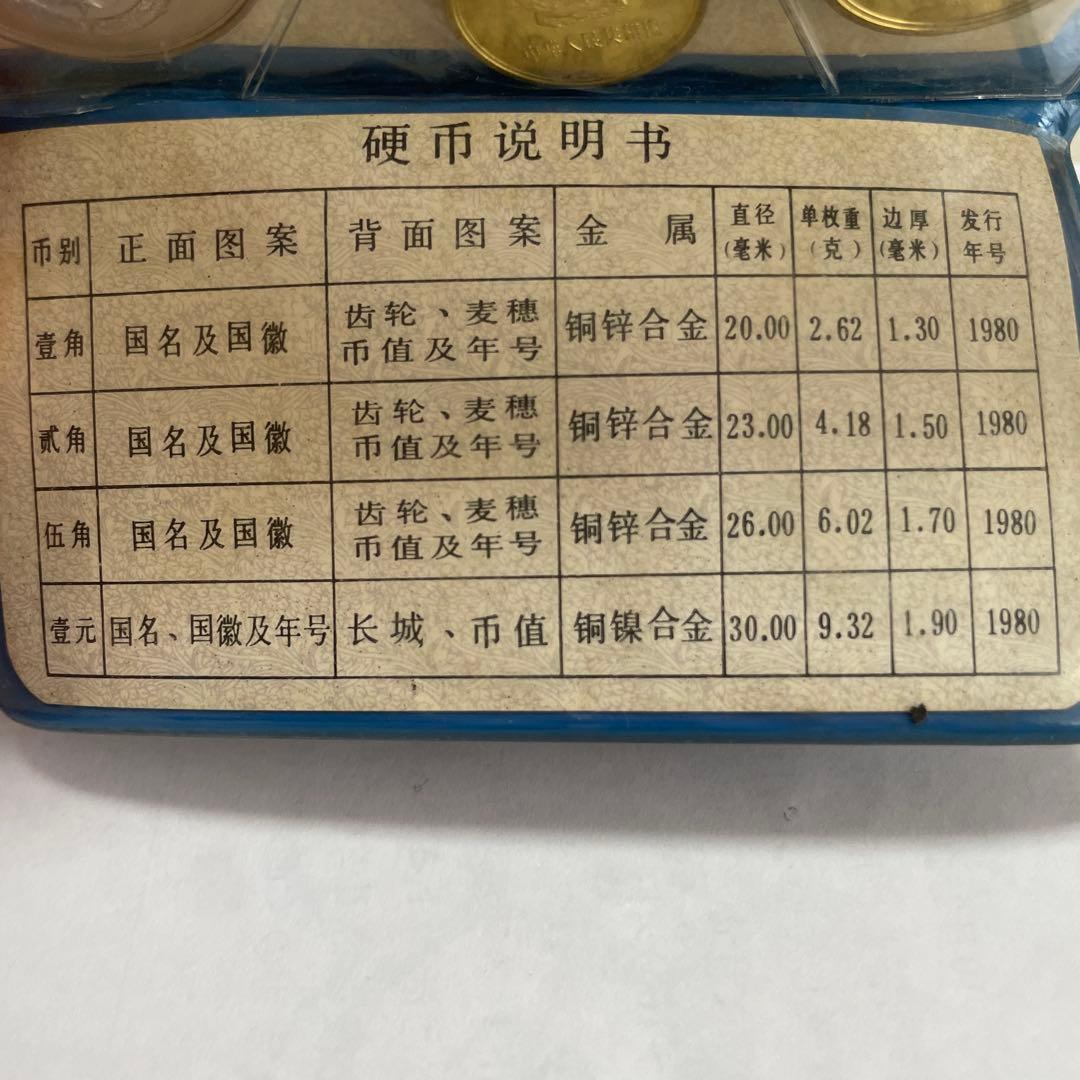 中华人民共和国
硬币说明书
币别 正面图案 背面图案 金属 直径(毫米) 单枚重(克) 边厚(毫米) 发行年号
壹角 国名及国徽 齿轮、麦穗币值及年号 铜锌合金 20.00 2.62 1.30 1980
贰角 国名及国徽 齿轮、麦穗币值及年号 铜锌合金 23.00 4.18 1.50 1980
伍角 国名及国徽 齿轮、麦穗币值及年号 铜锌合金 26.00 6.02 1.70 1980
壹元 国名、国徽及年号 长城、币值 铜镍合金 30.00 9.32 1.90 1980